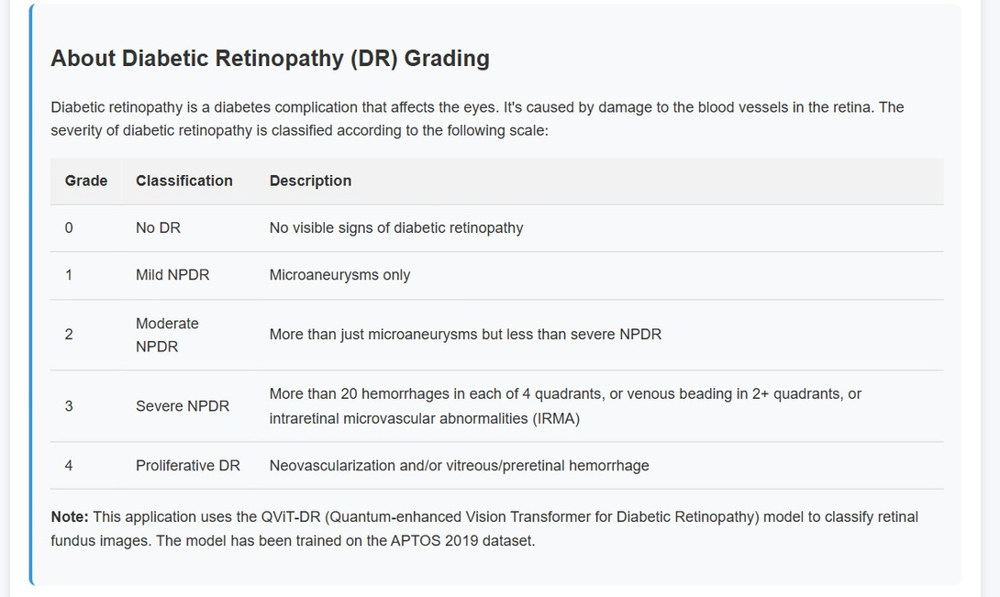 About Diabetic Retinopathy (DR) Grading
Diabetic retinopathy is a diabetes complication that affects the eyes. It's caused by damage to the blood vessels in the retina. The
severity of diabetic retinopathy is classified according to the following scale:
Grade Classification Description
0 No DR No visible signs of diabetic retinopathy
1 Mild NPDR Microaneurysms only
2 Moderate NPDR More than just microaneurysms but less than severe NPDR
3 Severe NPDR More than 20 hemorrhages in each of 4 quadrants, or venous beading in 2+ quadrants, or
intraretinal microvascular abnormalities (IRMA)
4 Proliferative DR Neovascularization and/or vitreous/preretinal hemorrhage
Note: This application uses the QViT-DR (Quantum-enhanced Vision Transformer for Diabetic Retinopathy) model to classify retinal
fundus images. The model has been trained on the APTOS 2019 dataset.